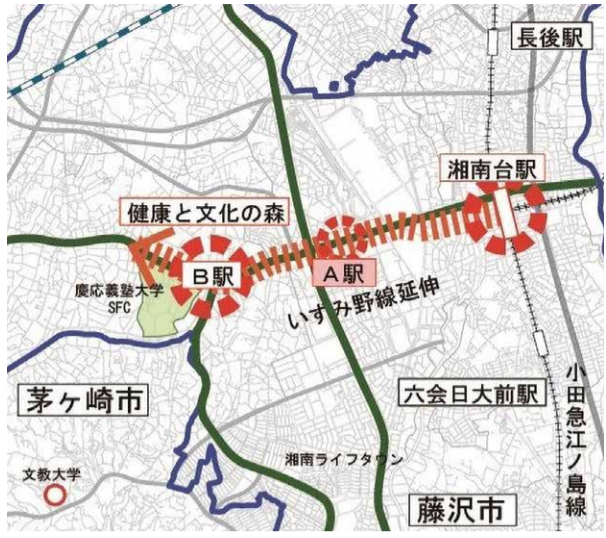 長後駅
湘南台駅
健康と文化の森
B駅
A駅
慶応義塾大学
SFC
いずみ野線延伸
茅ヶ崎市
六会日大前駅
小田急江ノ島線
湘南ライフタウン
文教大学
藤沢市